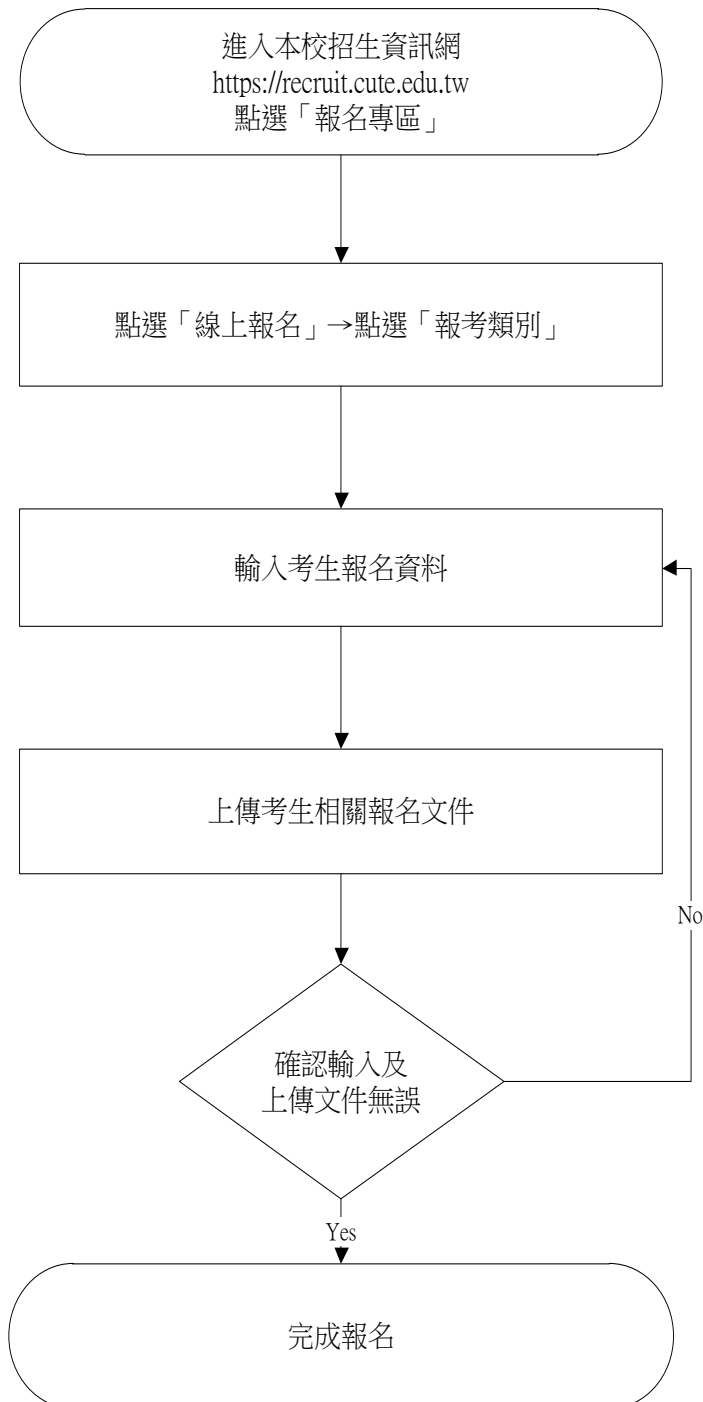 進入本校招生資訊網
https://recruit.cute.edu.tw
點選「報名專區」
點選「線上報名」→點選「報考類別」
輸入考生報名資料
上傳考生相關報名文件
No
確認輸入及
上傳文件無誤
Yes
完成報名